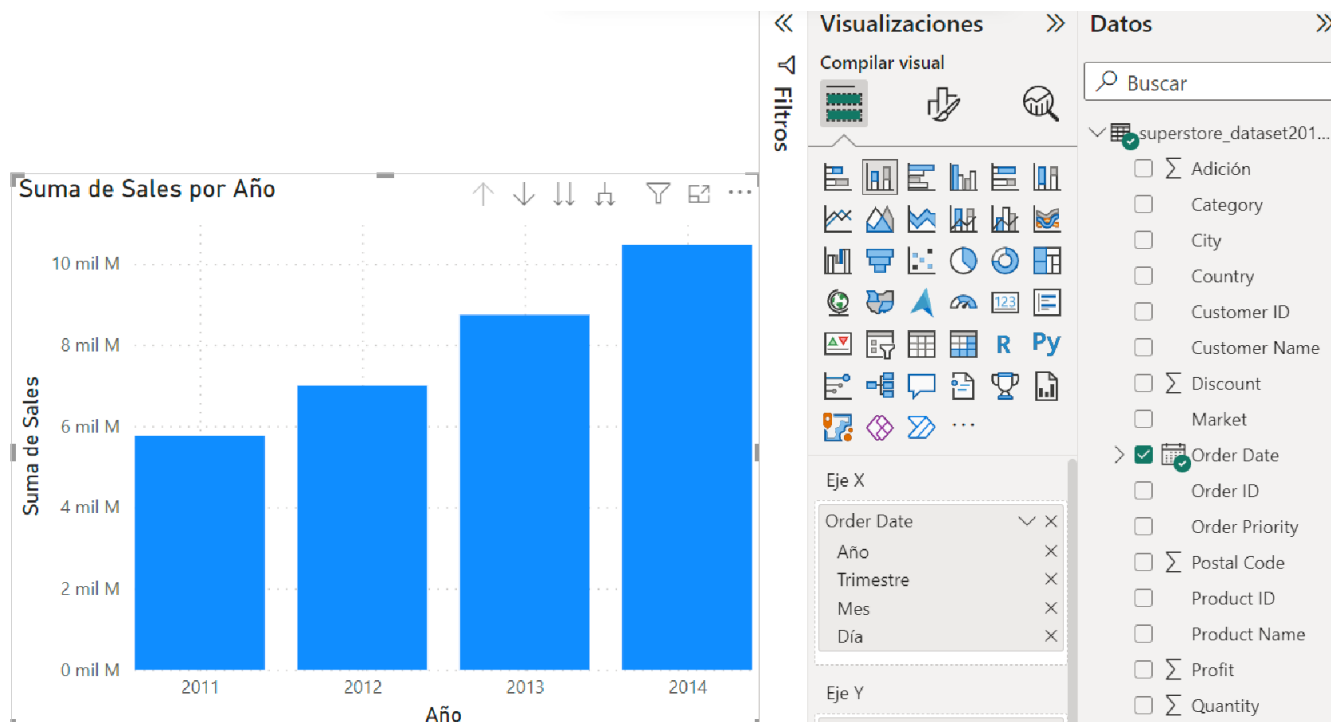 Suma de Sales por Año
10 mil M
8 mil M
6 mil M
4 mil M
2 mil M
0 mil M
Suma de Sales
2011 2012 2013 2014
Año
Filtros
Visualizaciones
Compilar visual
123
R Py
Eje X
Order Date
Año
Trimestre
Mes
Día
Eje Y
Datos
Buscar
superstore_dataset201...
Adición
Category
City
Country
Customer ID
Customer Name
Discount
Market
Order Date
Order ID
Order Priority
Postal Code
Product ID
Product Name
Profit
Quantity